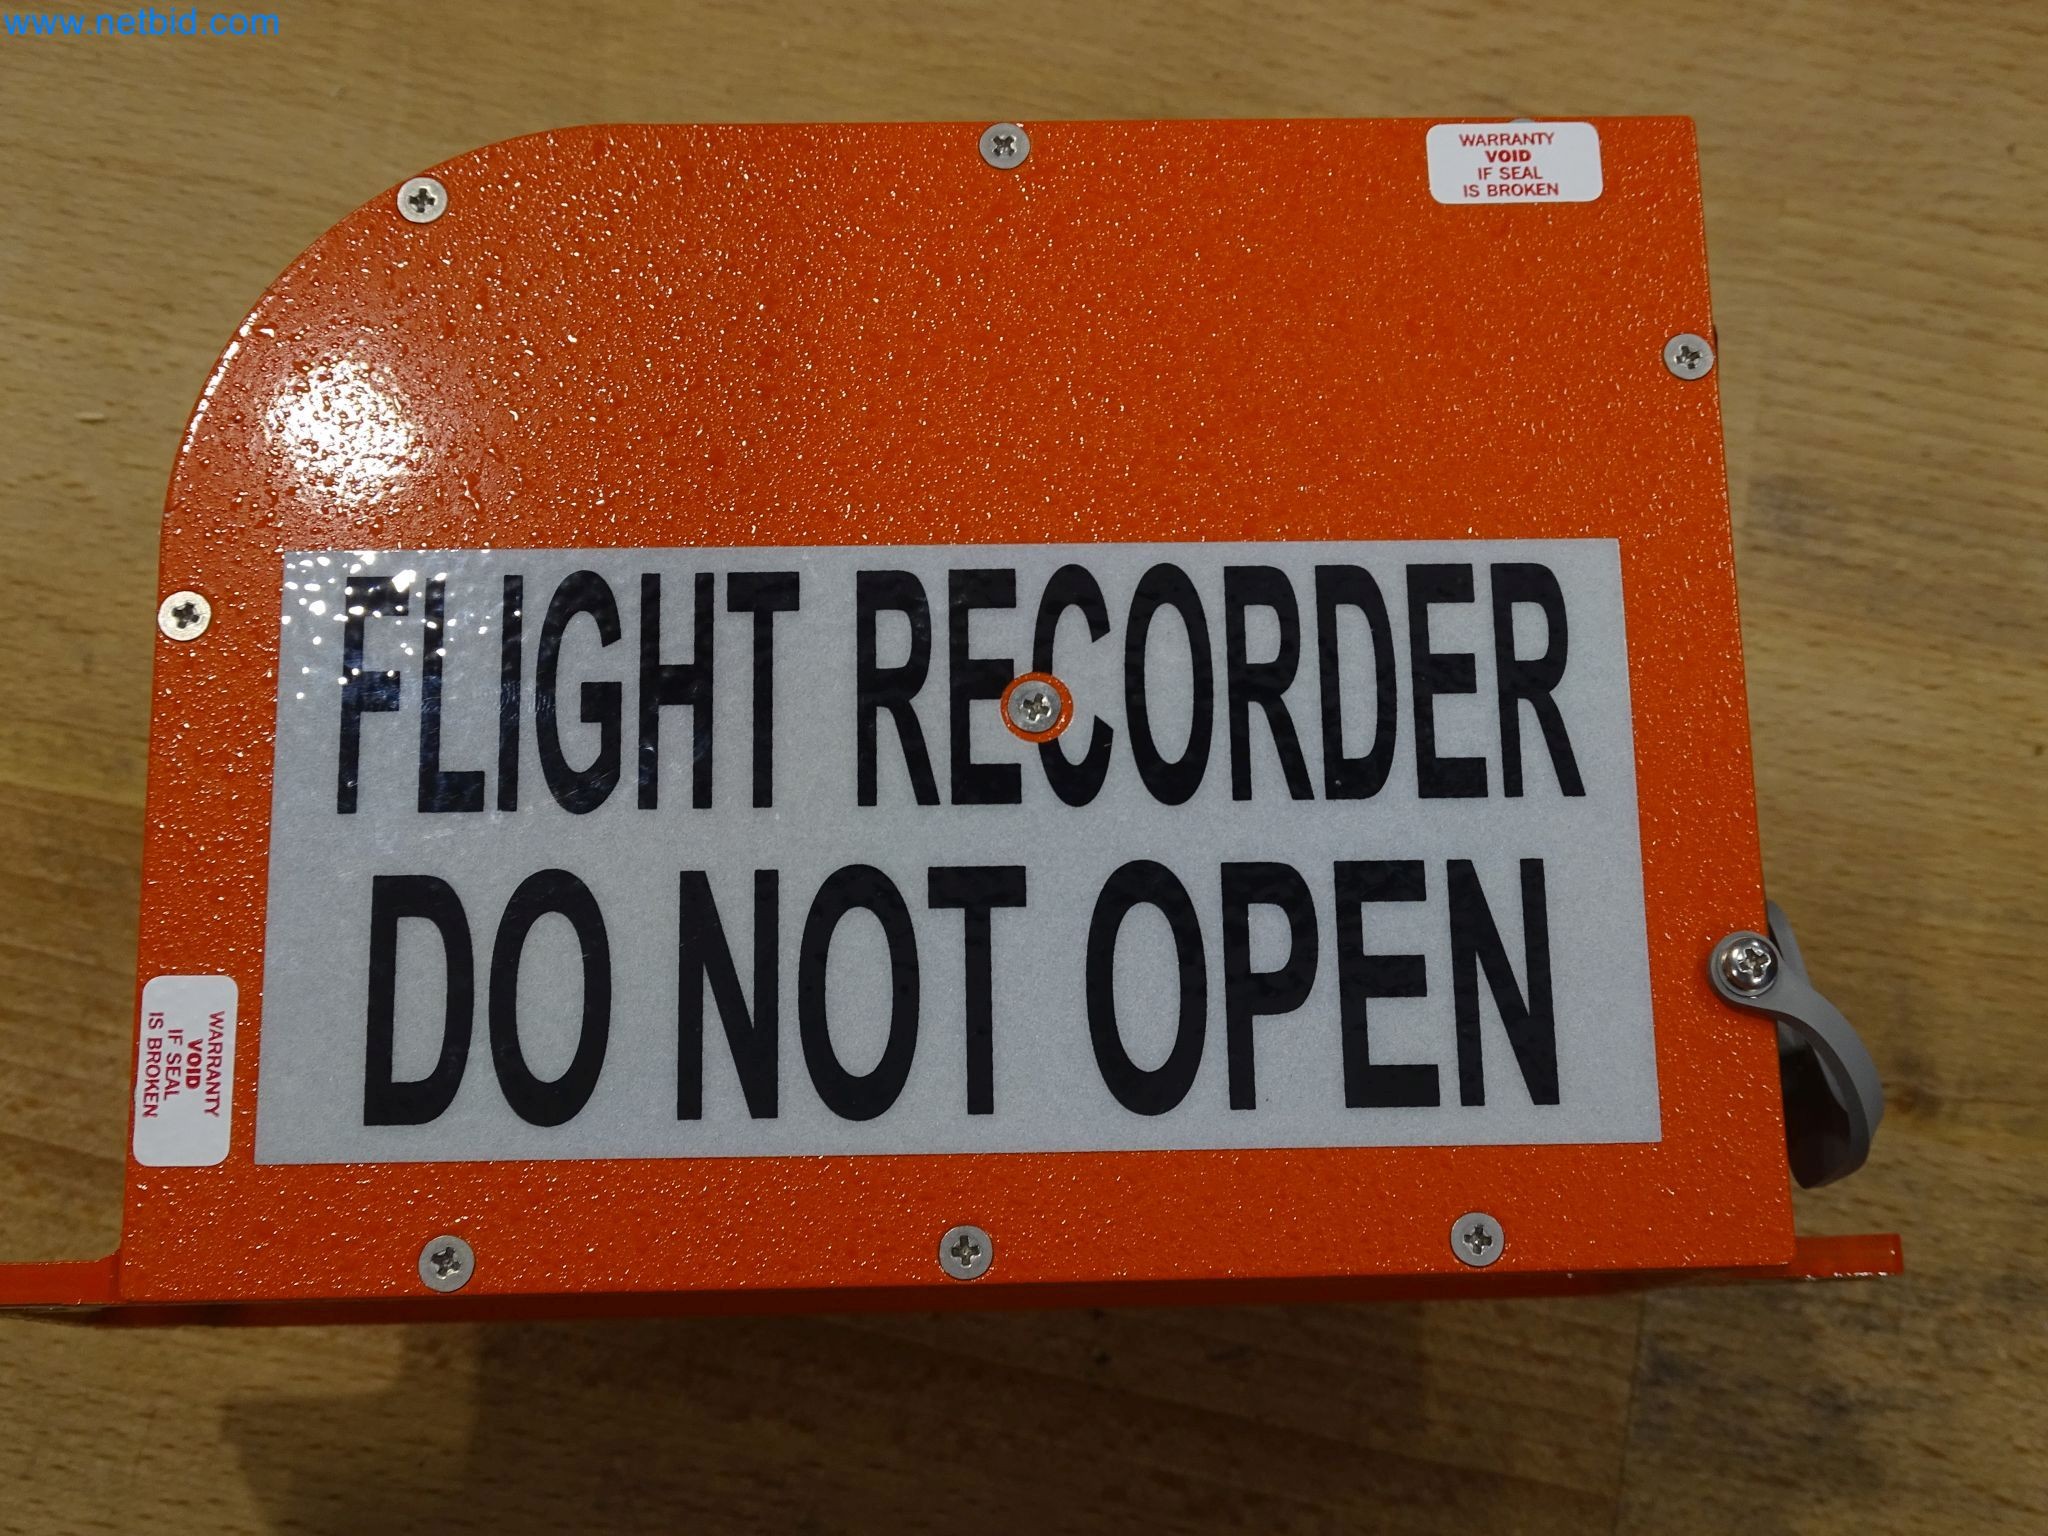 www.netbid.com
WARRANTY
VOID
IF SEAL
IS BROKEN
FLIGHT RECORDER
DO NOT OPEN
WARRANTY
VOID
IF SEAL
IS BROKEN